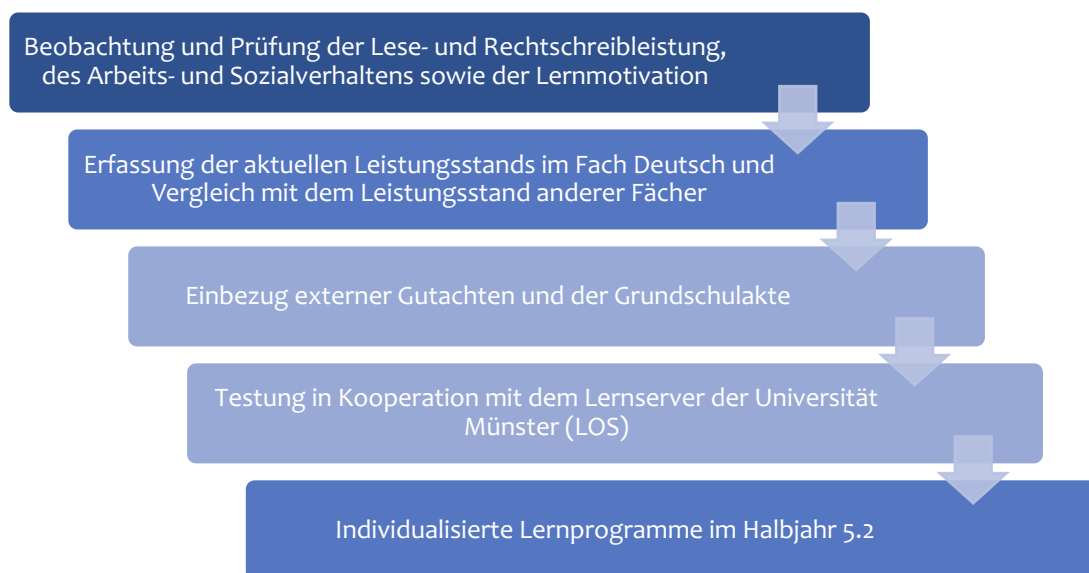 Beobachtung und Prüfung der Lese- und Rechtschreibleistung,
des Arbeits- und Sozialverhaltens sowie der Lernmotivation
Erfassung der aktuellen Leistungsstands im Fach Deutsch und
Vergleich mit dem Leistungsstand anderer Fächer
Einbezug externer Gutachten und der Grundschulakte
Testung in Kooperation mit dem Lernserver der Universität
Münster (LOS)
Individualisierte Lernprogramme im Halbjahr 5.2